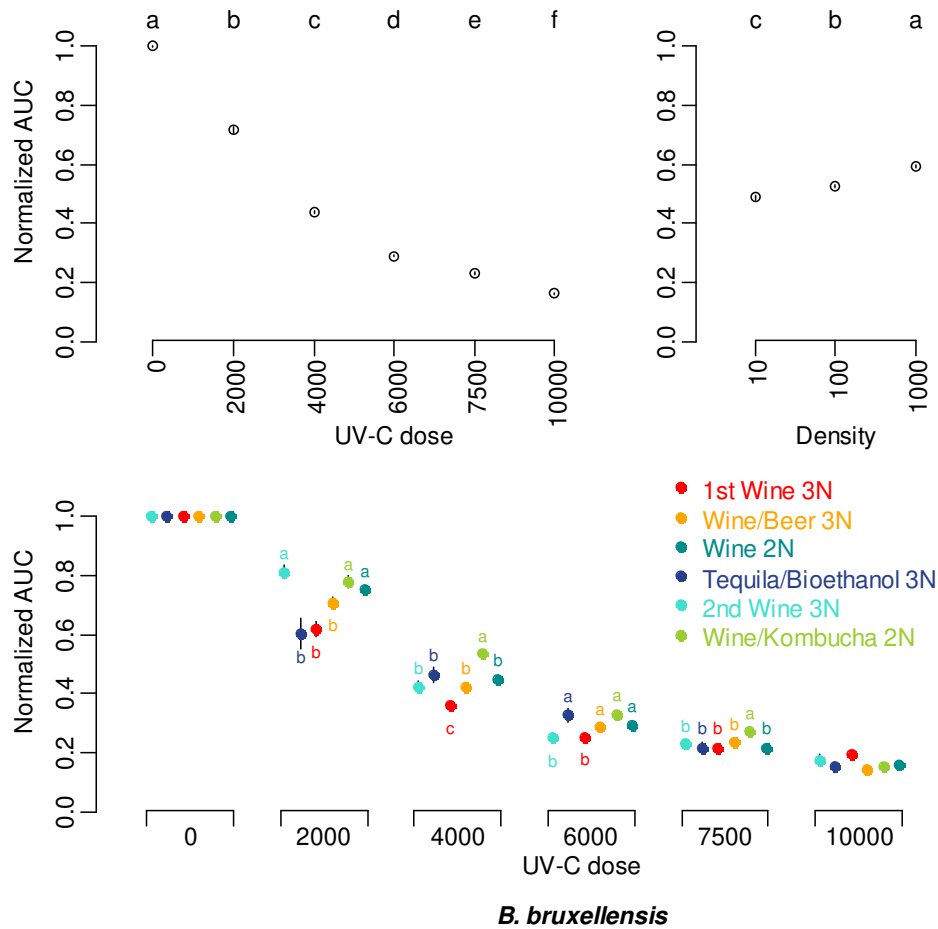 a b c d e f
Normalized AUC
0.0 0.2 0.4 0.6 0.8 1.0
0 2000 4000 6000 7500 10000
UV-C dose
c b a
0.0 0.2 0.4 0.6 0.8 1.0
10 100 1000
Density
1st Wine 3N
Wine/Beer 3N
Wine 2N
Tequila/Bioethanol 3N
2nd Wine 3N
Wine/Kombucha 2N
Normalized AUC
0.0 0.2 0.4 0.6 0.8 1.0
a b b b a a
b b c b a b
b a b a a a
b b b b a b
0 2000 4000 6000 7500 10000
UV-C dose
B. bruxellensis